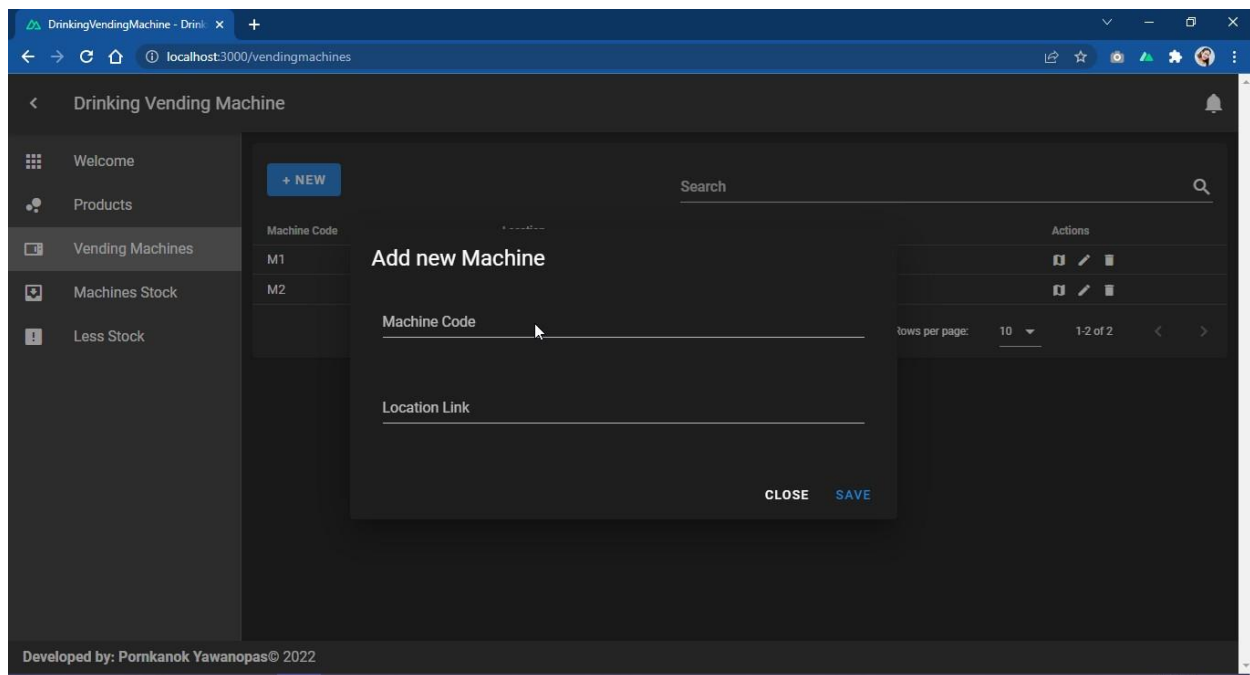 DrinkingVendingMachine - Drink
localhost:3000/vendingmachines
Drinking Vending Machine
Welcome
Products
Vending Machines
Machines Stock
Less Stock
+ NEW
Search
Machine Code Location Actions
M1
M2
Rows per page: 10 1-2 of 2
Add new Machine
Machine Code
Location Link
CLOSE SAVE
Developed by: Pornkanok Yawanopas© 2022